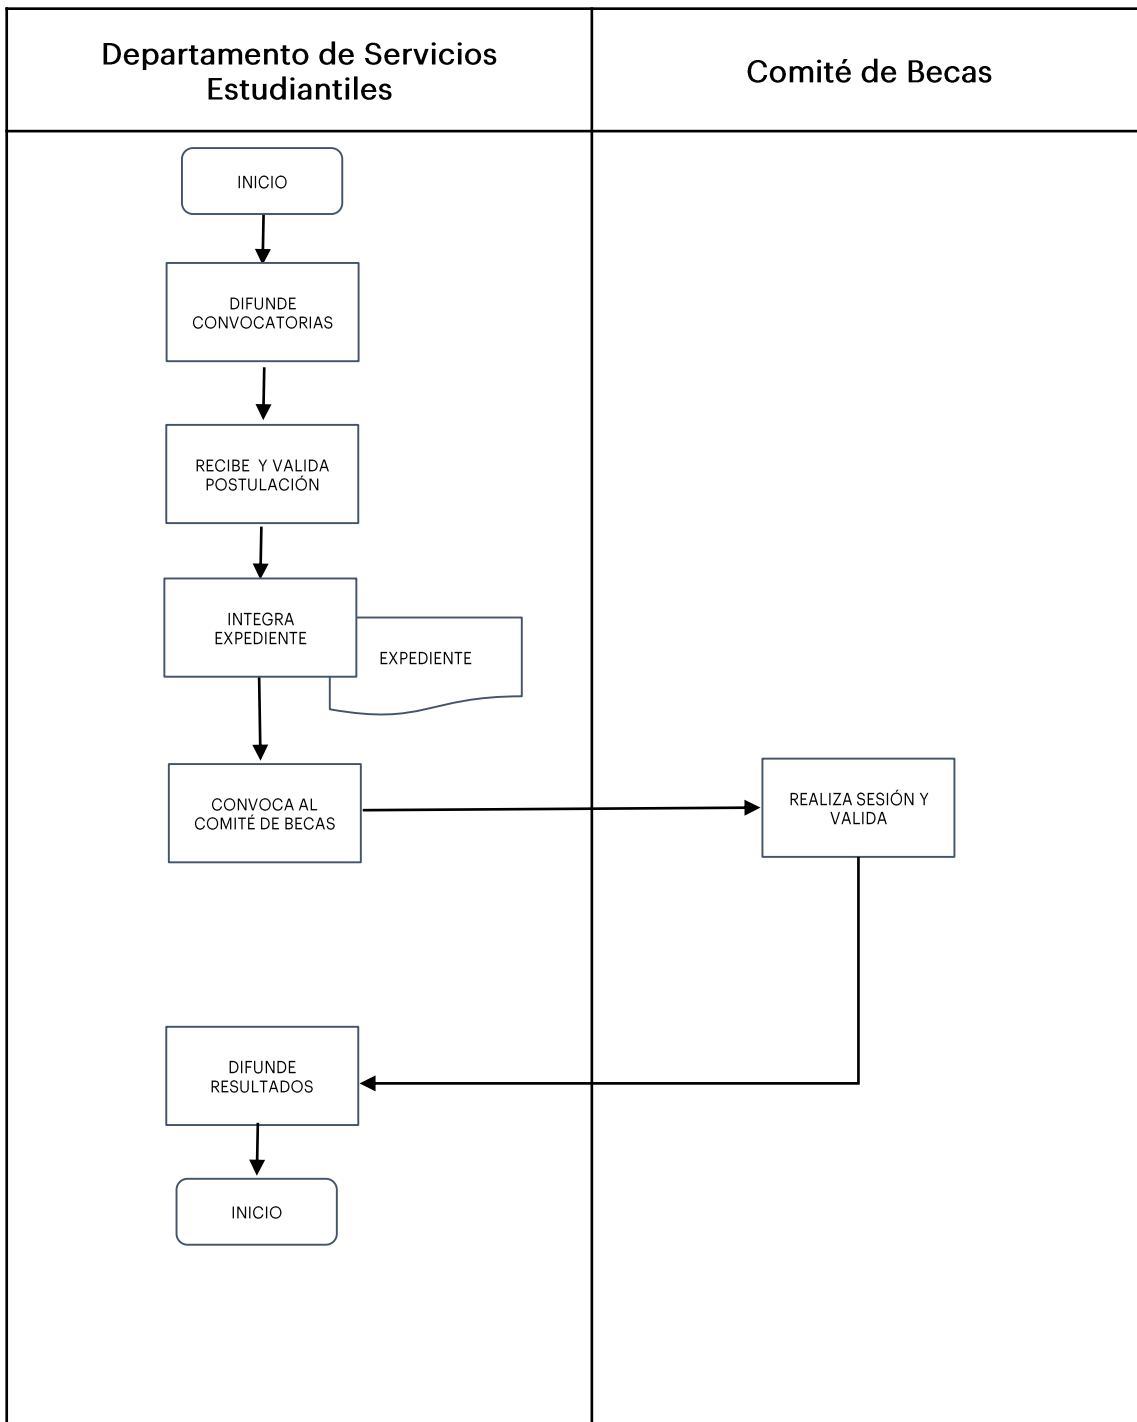 Departamento de Servicios
Estudiantiles
Comité de Becas
INICIO
DIFUNDE
CONVOCATORIAS
RECIBE Y VALIDA
POSTULACIÓN
INTEGRA
EXPEDIENTE
EXPEDIENTE
CONVOCA AL
COMITÉ DE BECAS
REALIZA SESIÓN Y
VALIDA
DIFUNDE
RESULTADOS
INICIO